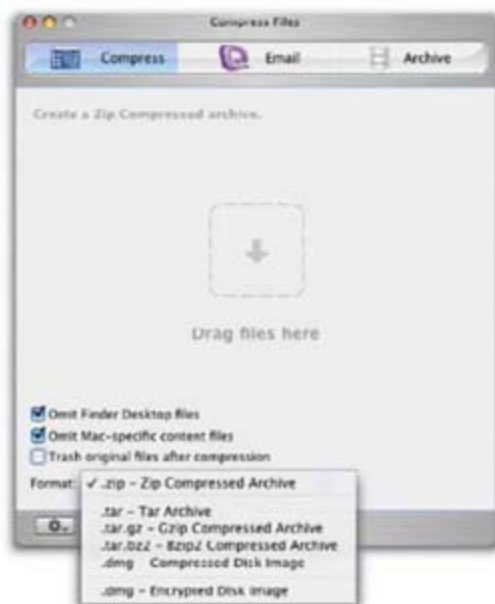 Compress Files
Compress Email Archive
Create a Zip Compressed archive.
Drag files here
Omit Finder Desktop files
Omit Mac-specific content files
Trash original files after compression
Format: ✓ .zip – Zip Compressed Archive
.tar – Tar Archive
.tar.gz – Gzip Compressed Archive
.tar.bz2 – Bzip2 Compressed Archive
.dmg Compressed Disk Image
.dmg – Encrypted Disk Image